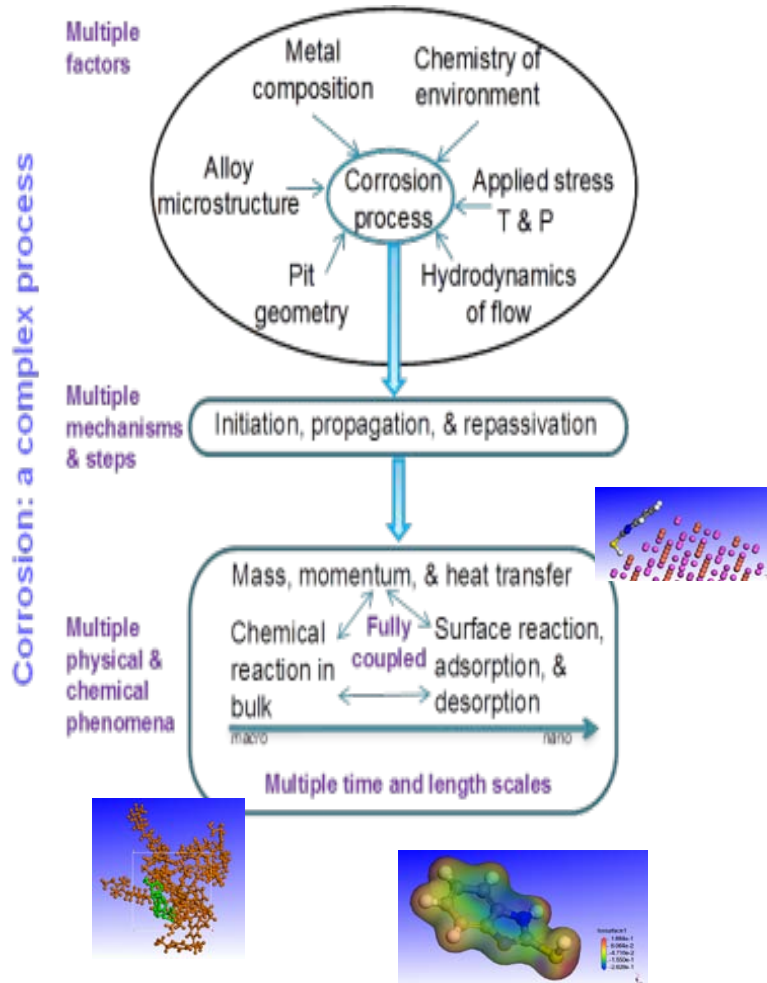 Corrosion: a complex process
Multiple
factors
Metal
composition
Chemistry of
environment
Alloy
microstructure
Corrosion
process
Applied stress
T & P
Pit
geometry
Hydrodynamics
of flow
Multiple
mechanisms
& steps
Initiation, propagation, & repassivation
Multiple
physical &
chemical
phenomena
Mass, momentum, & heat transfer
Chemical
reaction in
bulk
Fully
coupled
Surface reaction,
adsorption, &
desorption
macro
nano
Multiple time and length scales